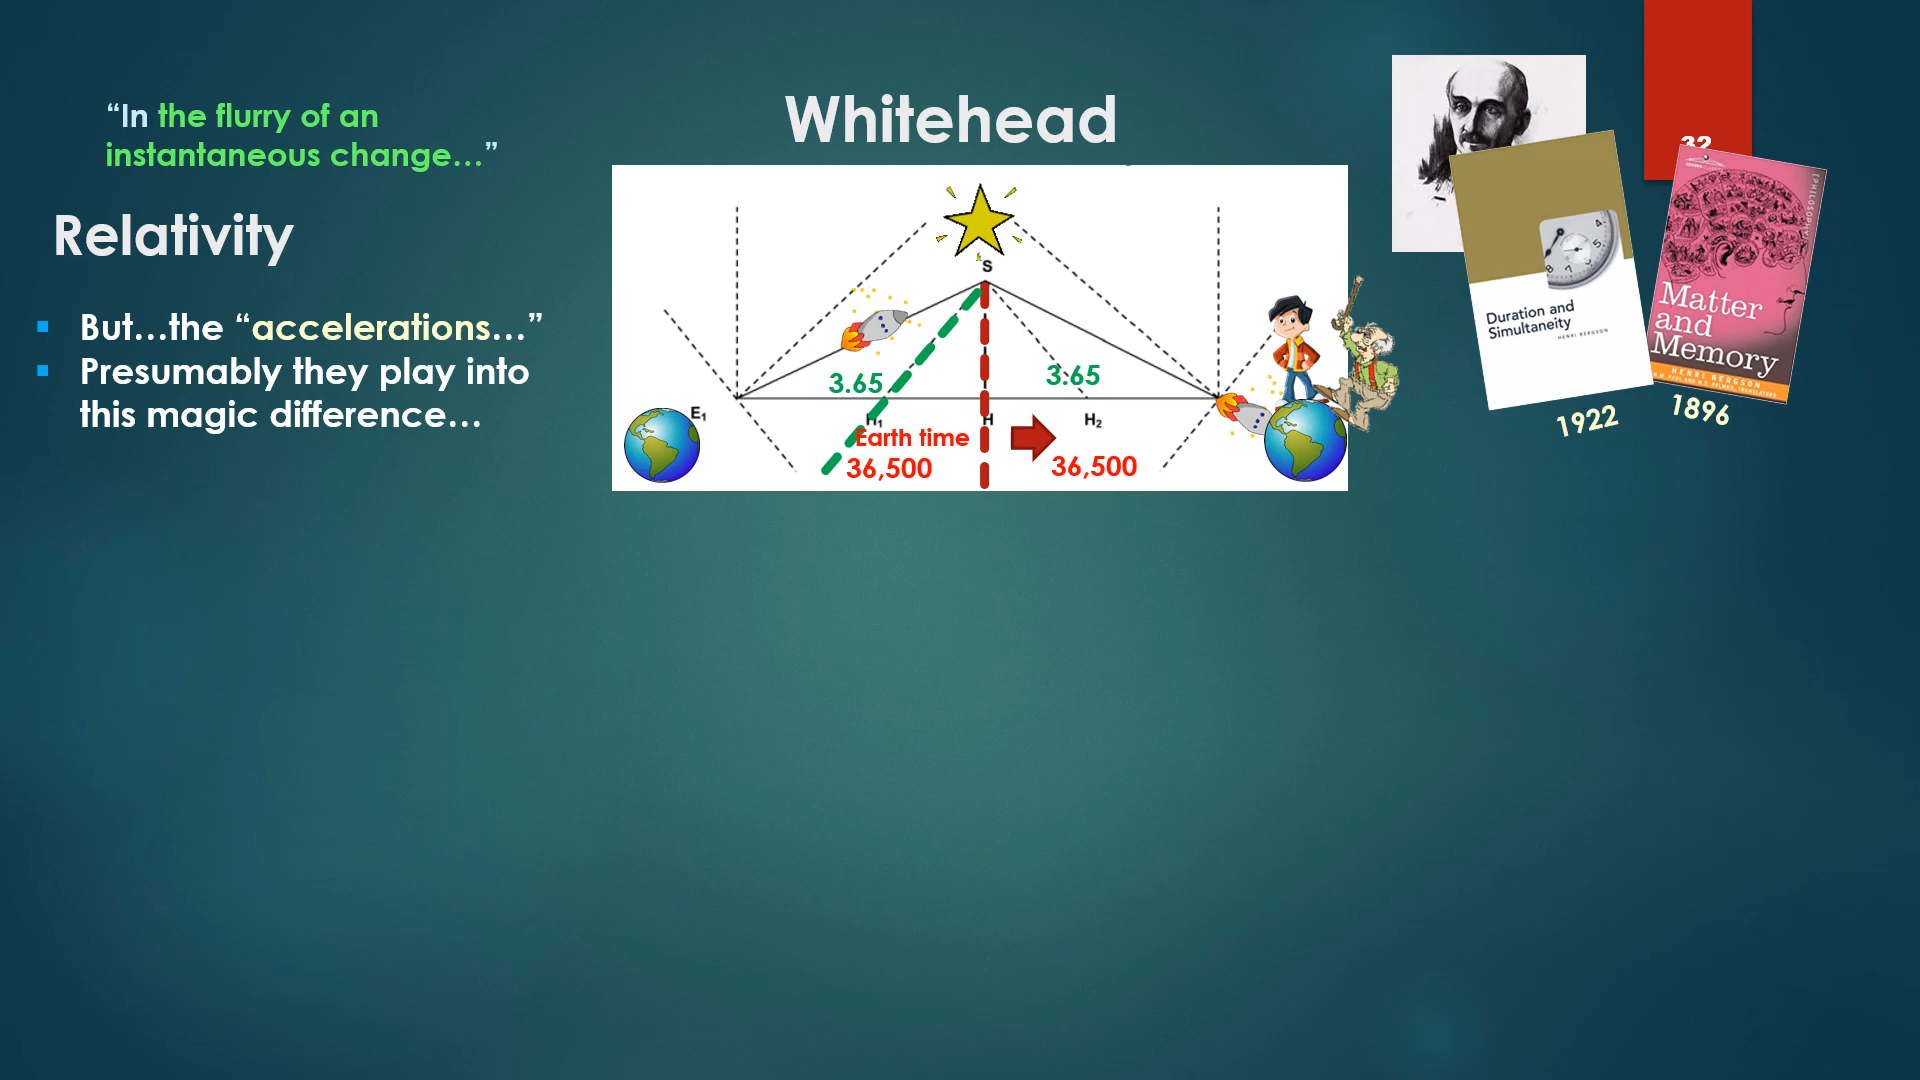 “In the flurry of an
instantaneous change…”
Whitehead
Relativity
But…the “accelerations…”
Presumably they play into
this magic difference…
S
3.65
3.65
E1
H1
H
H2
Earth time
36,500
36,500
32
Duration and
Simultaneity
HENRI BERGSON
1922
[PHILOSOPHY]
Matter
and
Memory
HENRI BERGSON
1896